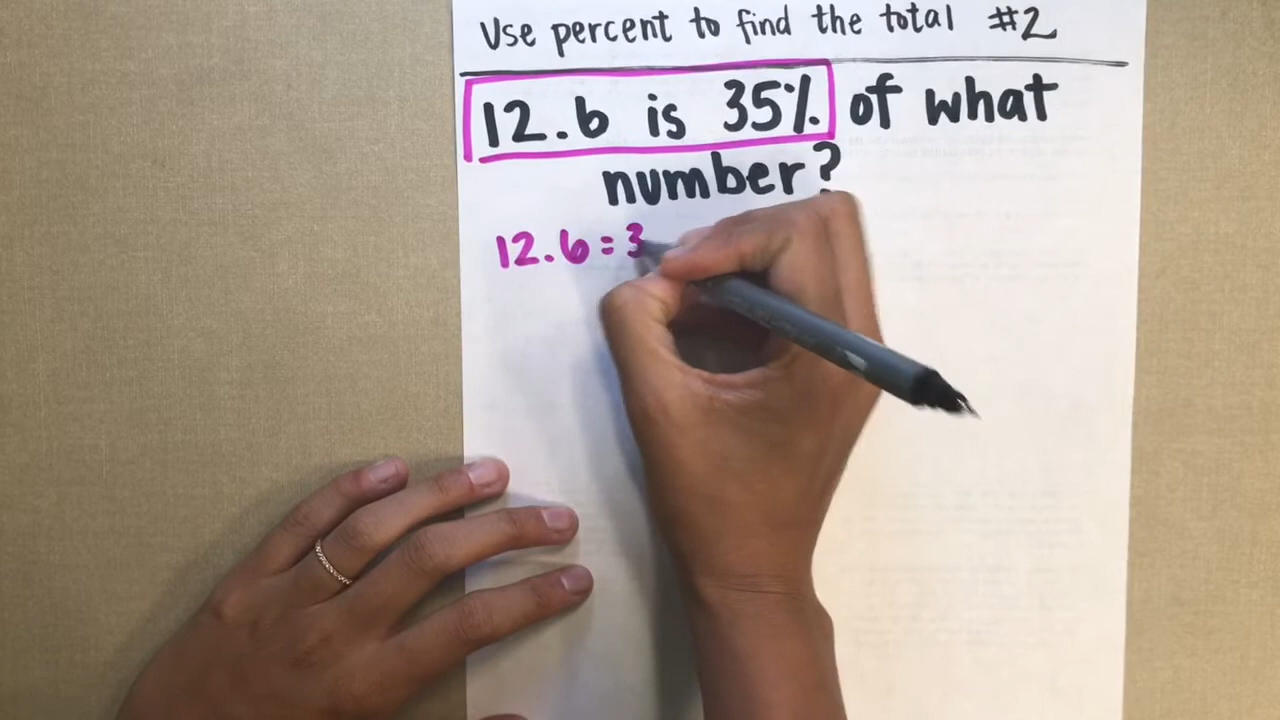 Use percent to find the total #2
12.6 is 35% of what
number?
12.6=3